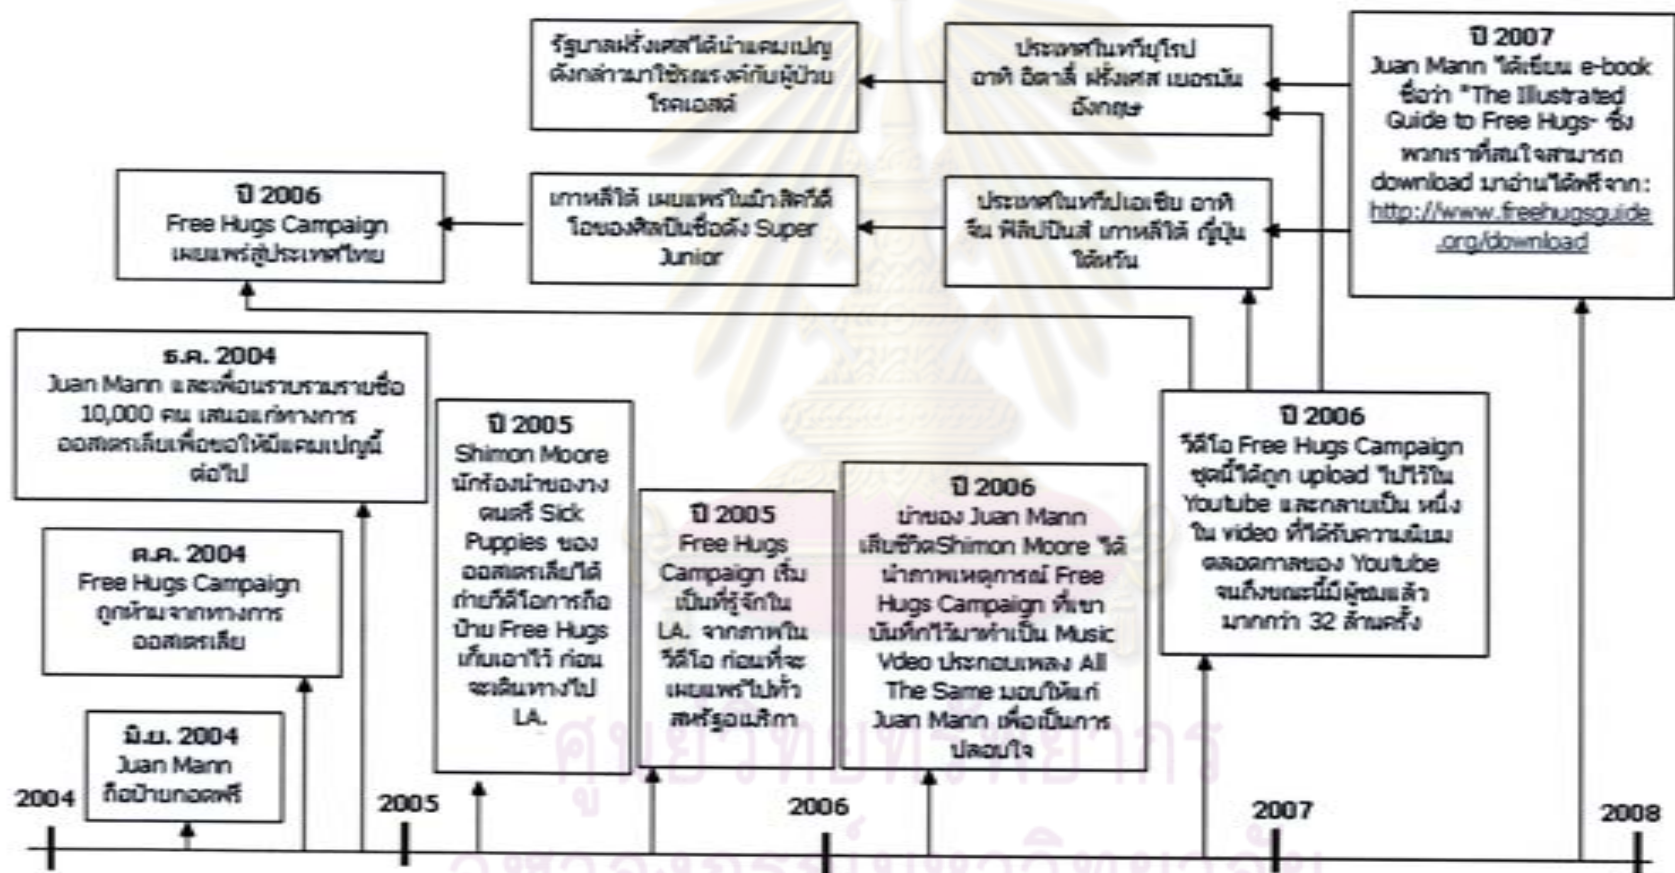 รัฐบาลฝรั่งเศสได้นำแคมเปญ
ดังกล่าวมาใช้รณรงค์กับผู้ป่วย
โรคเอสด์
ประเทศในทวีปยุโรป
อาทิ อิตาลี่ ฝรั่งเศส เยอรมัน
อังกฤษ
ปี 2007
Juan Mann ได้เขียน e-book
ชื่อว่า "The Illustrated
Guide to Free Hugs- ซึ่ง
พวกเราที่สนใจสามารถ
download มาอ่านได้ฟรีจาก:
http://www.freehugsguide
.org/download
ปี 2006
Free Hugs Campaign
เผยแพร่สู่ประเทศไทย
เกาหลีใต้ เผยแพร่ในมิวสิควีดี
โอของศิลปินชื่อดัง Super
Junior
ประเทศในทวีปเอเชีย อาทิ
จีน ฟิลิปปินส์ เกาหลีใต้ ญี่ปุ่น
ใต้หวัน
ธ.ค. 2004
Juan Mann และเพื่อนรวบรวมรายชื่อ
10,000 คน เสนอแก่ทางการ
ออสเตรเลียเพื่อขอให้มีแคมเปญนี้
ต่อไป
ต.ค. 2004
Free Hugs Campaign
ถูกห้ามจากทางการ
ออสเตรเลีย
มิ.ย. 2004
Juan Mann
ถือป้ายกอดฟรี
ปี 2005
Shimon Moore
นักร้องนำของวง
ดนตรี Sick
Puppies ของ
ออสเตรเลียได้
ถ่ายวีดีโอการถือ
ป้าย Free Hugs
เก็บเอาไว้ ก่อน
จะเดินทางไป
LA.
ปี 2005
Free Hugs
Campaign เริ่ม
เป็นที่รู้จักใน
LA. จากภาพใน
วีดีโอ ก่อนที่จะ
เผยแพร่ไปทั่ว
สหรัฐอเมริกา
ปี 2006
ย่าของ Juan Mann
เสียชีวิตShimon Moore ได้
นำภาพเหตุการณ์ Free
Hugs Campaign ที่เขา
บันทึกไว้มาทำเป็น Music
Vdeo ประกอบเพลง All
The Same มอบให้แก่
Juan Mann เพื่อเป็นการ
ปลอบใจ
ปี 2006
วีดีโอ Free Hugs Campaign
ชุดนี้ได้ถูก upload ไปไว้ใน
Youtube และกลายเป็น หนึ่ง
ใน video ที่ได้รับความนิยม
ตลอดกาลของ Youtube
จนถึงขณะนี้มีผู้ชมแล้ว
มากกว่า 32 ล้านครั้ง
2004
2005
2006
2007
2008
ศูนย์วิทยทรัพยากร
จุฬาลงกรณ์มหาวิทยาลัย